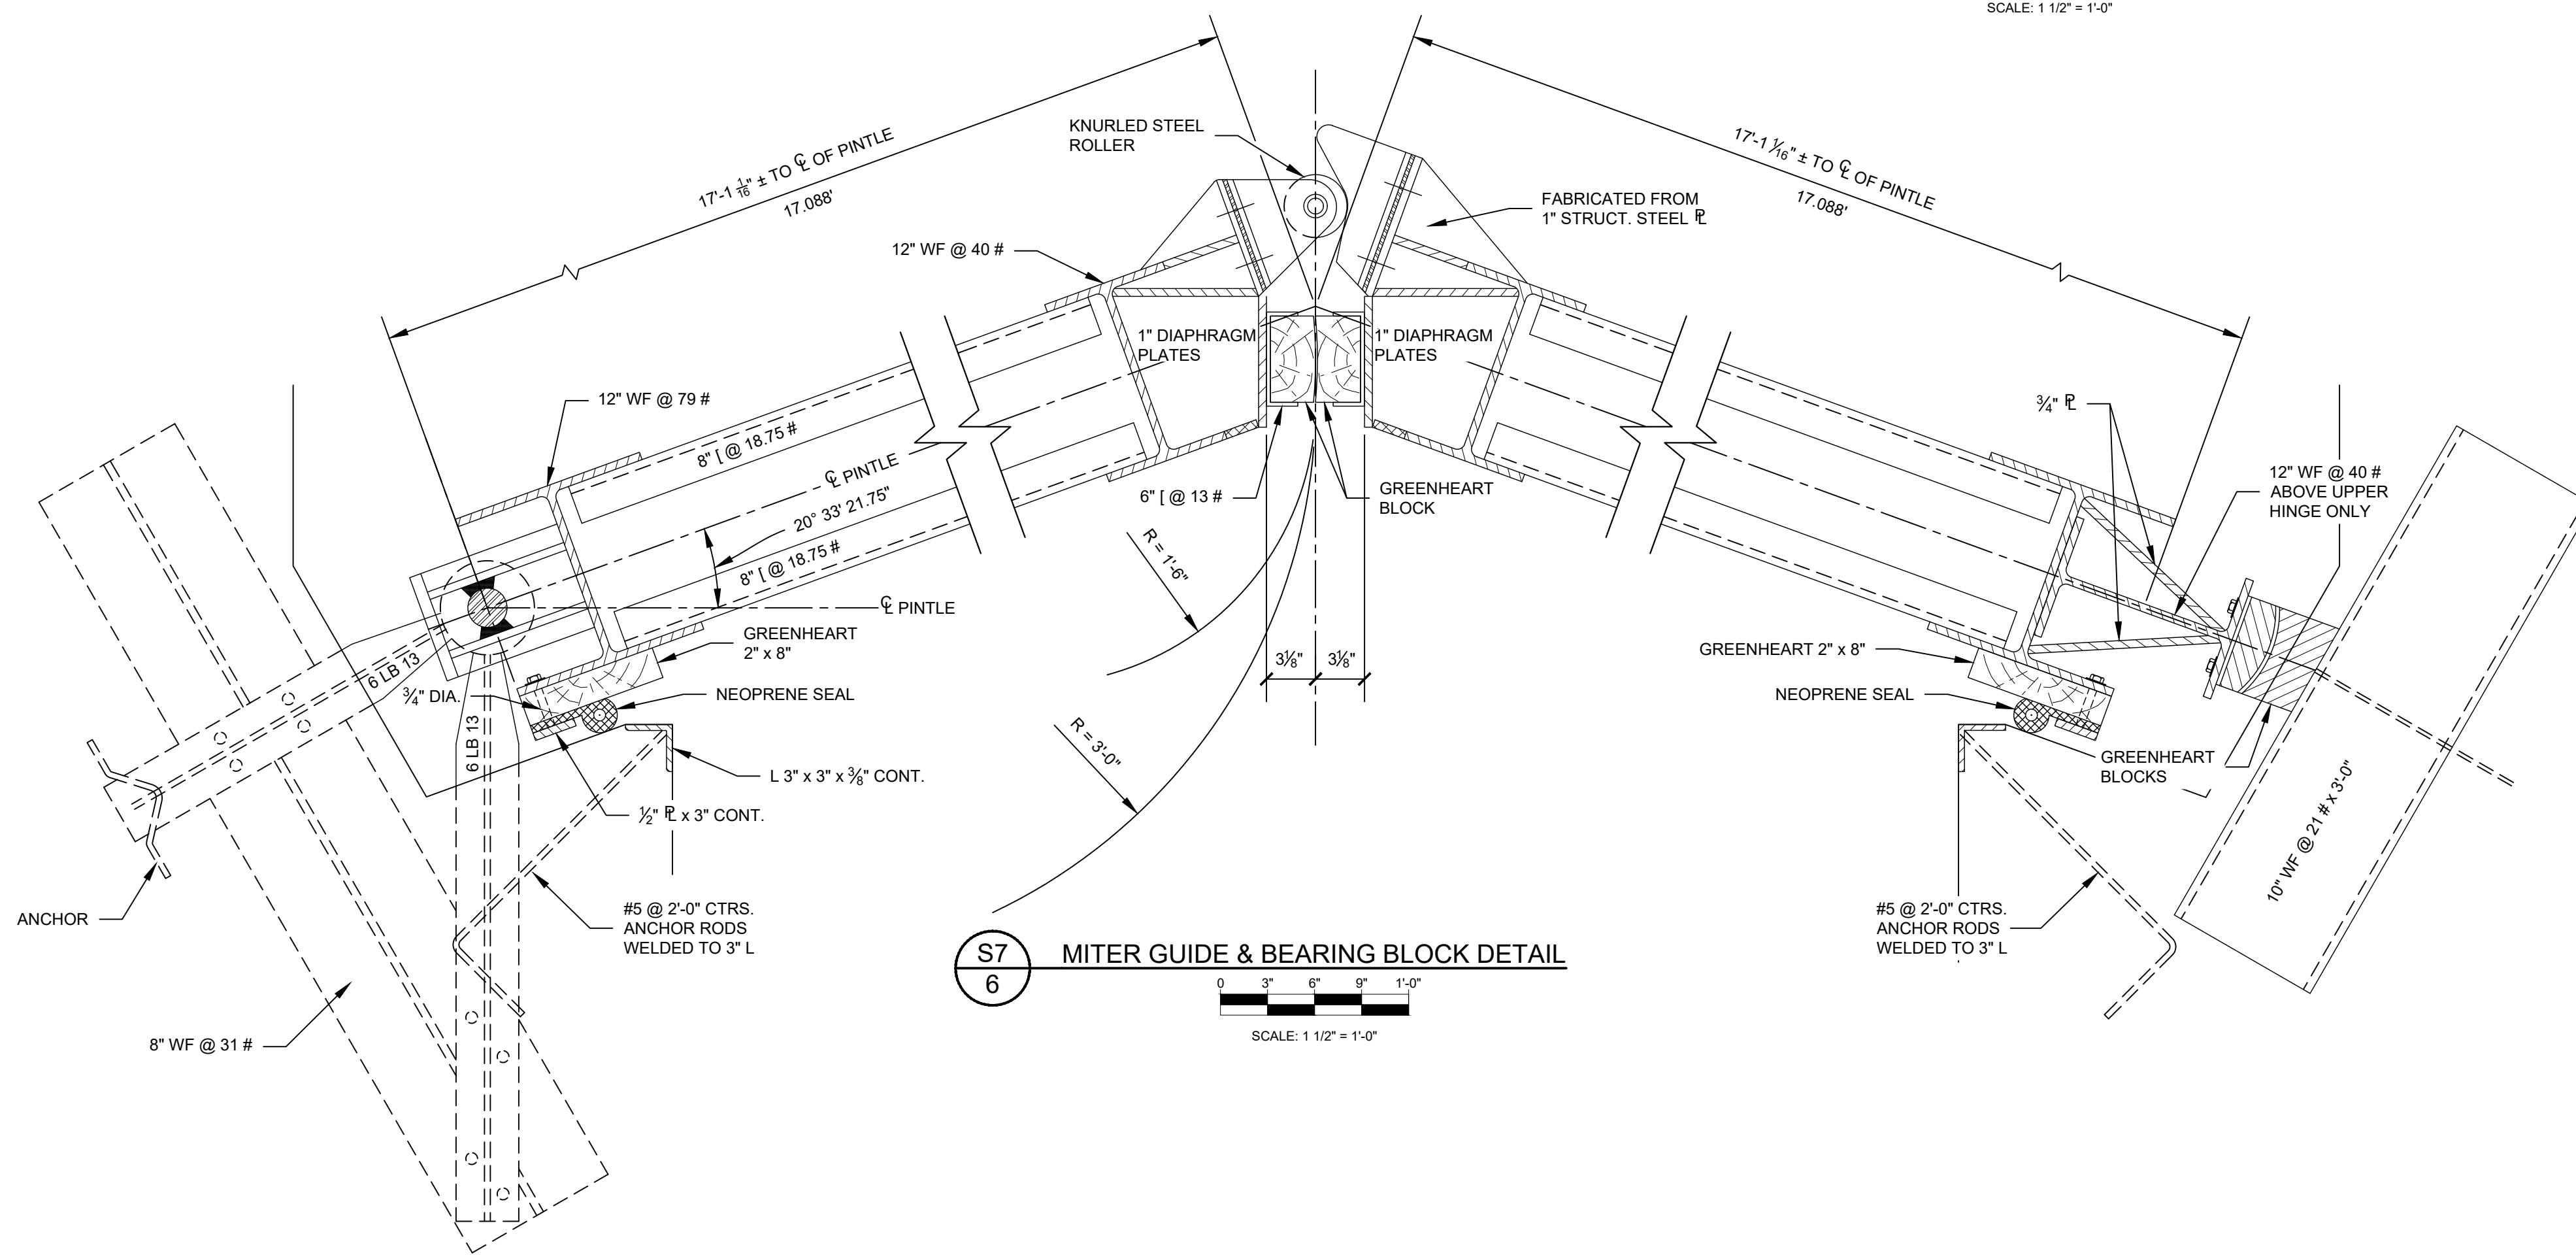 SCALE: 1 1/2" = 1'-0"
17'-1 1/16" ± TO ℄ OF PINTLE
17.088'
KNURLED STEEL
ROLLER
17'-1 1/16" ± TO ℄ OF PINTLE
17.088'
FABRICATED FROM
1" STRUCT. STEEL ⅊
12" WF @ 40 #
1" DIAPHRAGM
PLATES
1" DIAPHRAGM
PLATES
12" WF @ 79 #
8" [ @ 18.75 #
℄ PINTLE
20° 33' 21.75"
8" [ @ 18.75 #
℄ PINTLE
6" [ @ 13 #
GREENHEART
BLOCK
3/4" ⅊
12" WF @ 40 #
ABOVE UPPER
HINGE ONLY
R = 1'-6"
R = 3'-0"
3 1/8"
3 1/8"
GREENHEART
2" x 8"
6 LB 13
3/4" DIA.
NEOPRENE SEAL
6 LB 13
L 3" x 3" x 3/8" CONT.
1/2" ⅊ x 3" CONT.
GREENHEART 2" x 8"
NEOPRENE SEAL
GREENHEART
BLOCKS
10" WF @ 21 # x 3'-0"
ANCHOR
#5 @ 2'-0" CTRS.
ANCHOR RODS
WELDED TO 3" L
#5 @ 2'-0" CTRS.
ANCHOR RODS
WELDED TO 3" L
8" WF @ 31 #
S7
6
MITER GUIDE & BEARING BLOCK DETAIL
0 3" 6" 9" 1'-0"
SCALE: 1 1/2" = 1'-0"